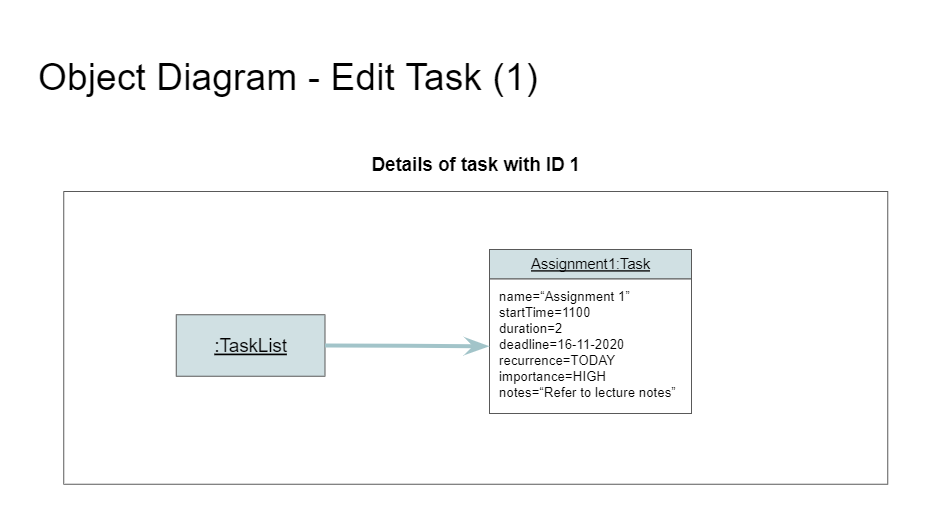 Object Diagram - Edit Task (1)
Details of task with ID 1
:TaskList
Assignment1:Task
name=“Assignment 1”
startTime=1100
duration=2
deadline=16-11-2020
recurrence=TODAY
importance=HIGH
notes=“Refer to lecture notes”